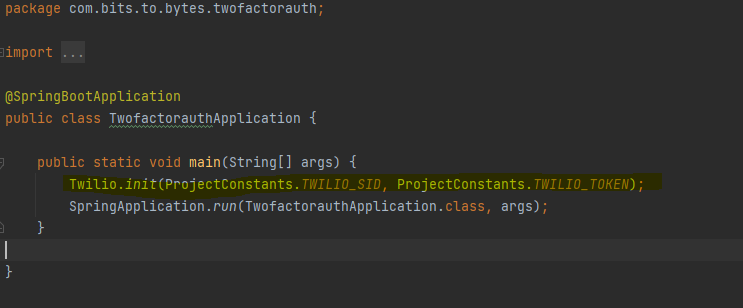 package com.bits.to.bytes.twofactorauth;
import ...
@SpringBootApplication
public class TwofactorauthApplication {
public static void main(String[] args) {
Twilio.init(ProjectConstants.TWILIO_SID, ProjectConstants.TWILIO_TOKEN);
SpringApplication.run(TwofactorauthApplication.class, args);
}
}